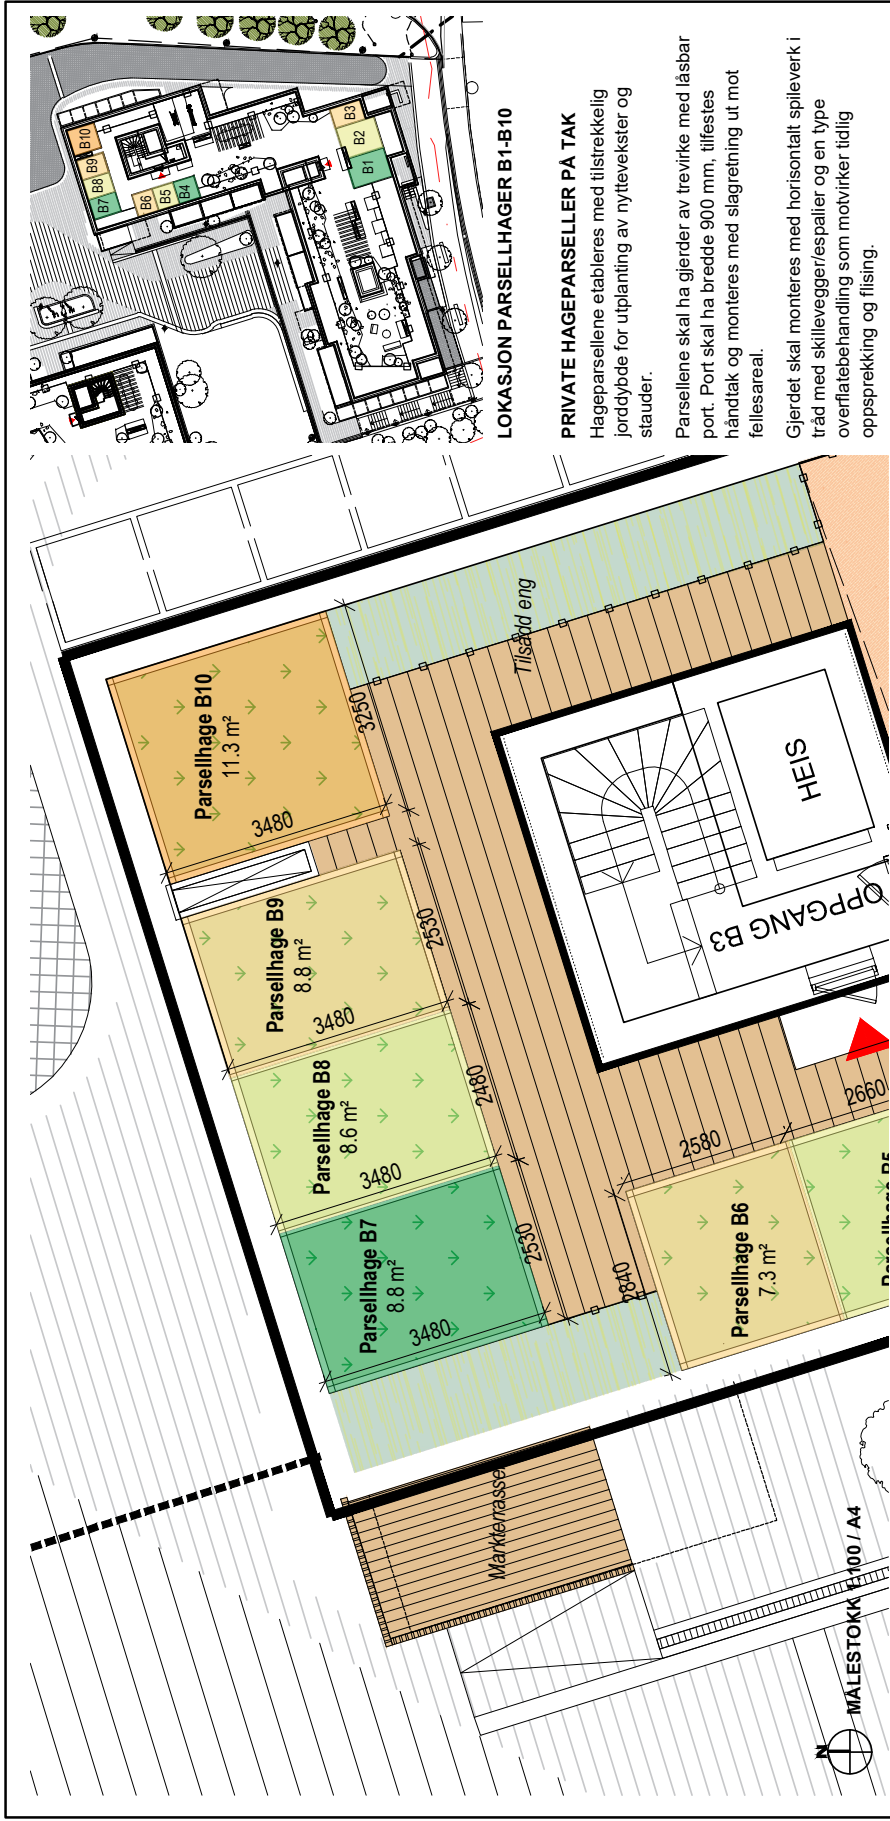 LOKASJON PARSELLHAGER B1-B10
B10
B9
B8
B7
B6
B5
B4
B3
B2
B1
PRIVATE HAGEPARSELLER PÅ TAK
Hageparsellene etableres med tilstrekkelig
jorddybde for utplanting av nyttevekster og
stauder.
Parsellene skal ha gjerder av trevirke med låsbar
port. Port skal ha bredde 900 mm, tilfestes
håndtak og monteres med slagretning ut mot
fellesareal.
Gjerdet skal monteres med horisontalt spileverk i
tråd med skillevegger/espalier og en type
overflatebehandling som motvirker tidlig
oppsprekking og flising.
Parsellhage B10
11.3 m²
3480
3250
Parsellhage B9
8.8 m²
3480
2530
Parsellhage B8
8.6 m²
3480
2480
Parsellhage B7
8.8 m²
3480
2530
Parsellhage B6
7.3 m²
2580
2840
Parsellhage B5
2660
Tilsådd eng
HEIS
OPPGANG B3
Markterrasse
N
MÅLESTOKK 1:100 / A4